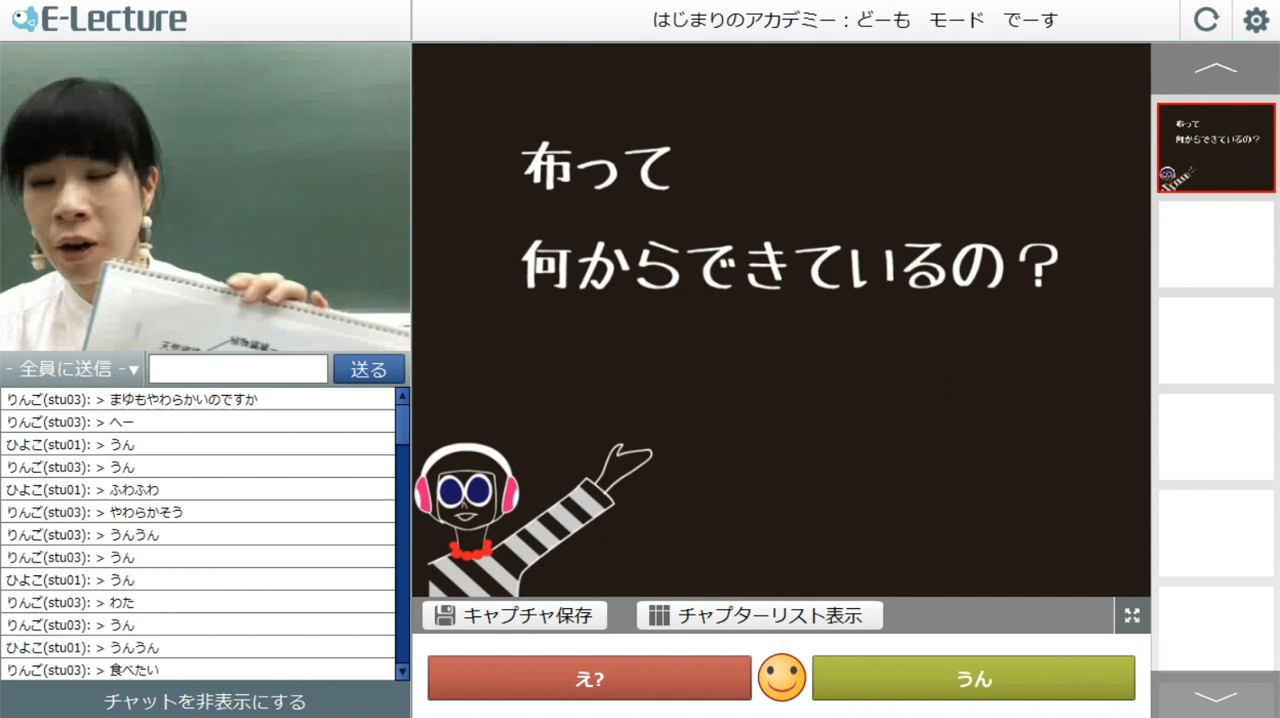 E-Lecture
はじまりのアカデミー：どーも　モード　でーす
布って
何からできているの？
布って
何からできているの？
- 全員に送信 -▼
送る
りんご(stu03): > まゆもやわらかいのですか
りんご(stu03): > へー
ひよこ(stu01): > うん
りんご(stu03): > うん
ひよこ(stu01): > ふわふわ
りんご(stu03): > やわらかそう
りんご(stu03): > うんうん
りんご(stu03): > うん
ひよこ(stu01): > うん
りんご(stu03): > わた
りんご(stu03): > うん
ひよこ(stu01): > うんうん
りんご(stu03): > 食べたい
チャットを非表示にする
キャプチャ保存
チャプターリスト表示
え?
うん